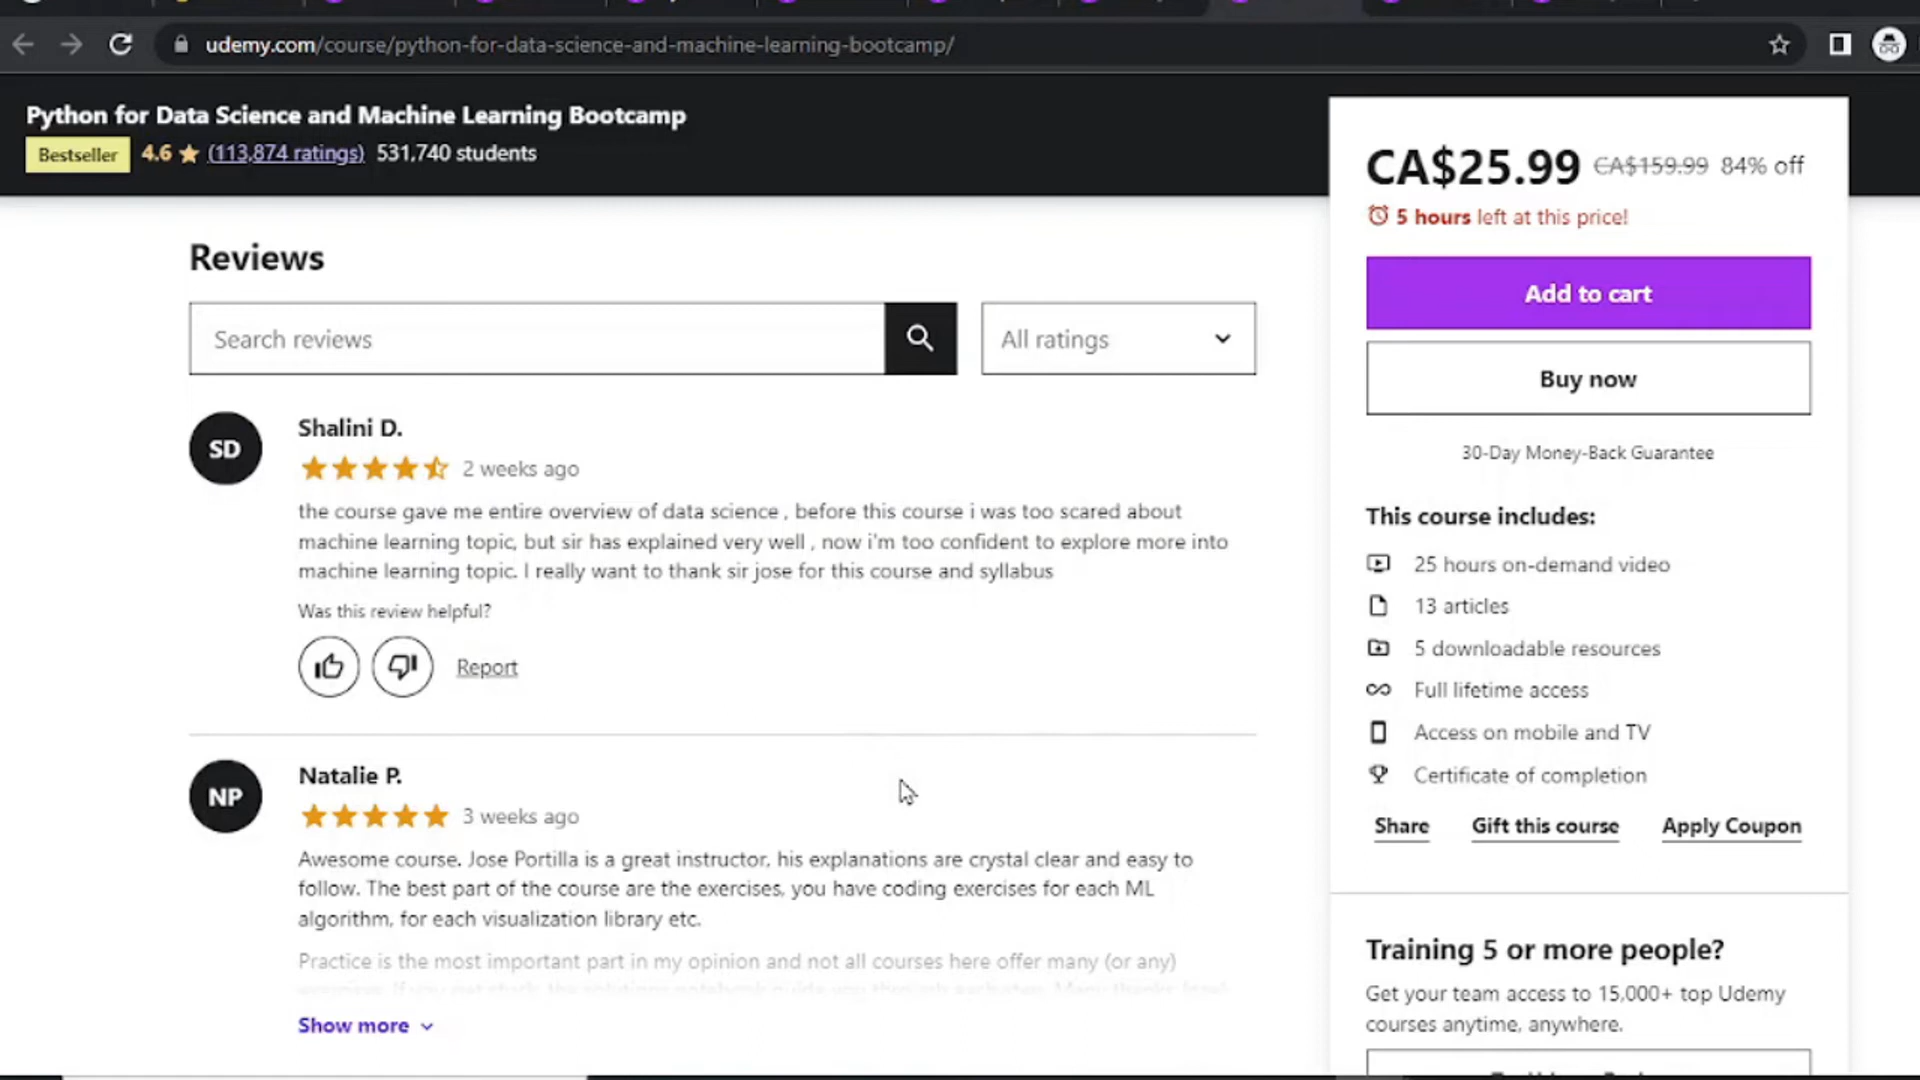 udemy.com/course/python-for-data-science-and-machine-learning-bootcamp/
Python for Data Science and Machine Learning Bootcamp
Bestseller 4.6 (113,874 ratings) 531,740 students
CA$25.99 CA$159.99 84% off
5 hours left at this price!
Add to cart
Buy now
30-Day Money-Back Guarantee
This course includes:
25 hours on-demand video
13 articles
5 downloadable resources
Full lifetime access
Access on mobile and TV
Certificate of completion
Share Gift this course Apply Coupon
Training 5 or more people?
Get your team access to 15,000+ top Udemy
courses anytime, anywhere.
Reviews
Search reviews
All ratings
SD
Shalini D.
2 weeks ago
the course gave me entire overview of data science , before this course i was too scared about
machine learning topic, but sir has explained very well , now i'm too confident to explore more into
machine learning topic. I really want to thank sir jose for this course and syllabus
Was this review helpful?
Report
NP
Natalie P.
3 weeks ago
Awesome course. Jose Portilla is a great instructor, his explanations are crystal clear and easy to
follow. The best part of the course are the exercises, you have coding exercises for each ML
algorithm, for each visualization library etc.
Practice is the most important part in my opinion and not all courses here offer many (or any)
Show more